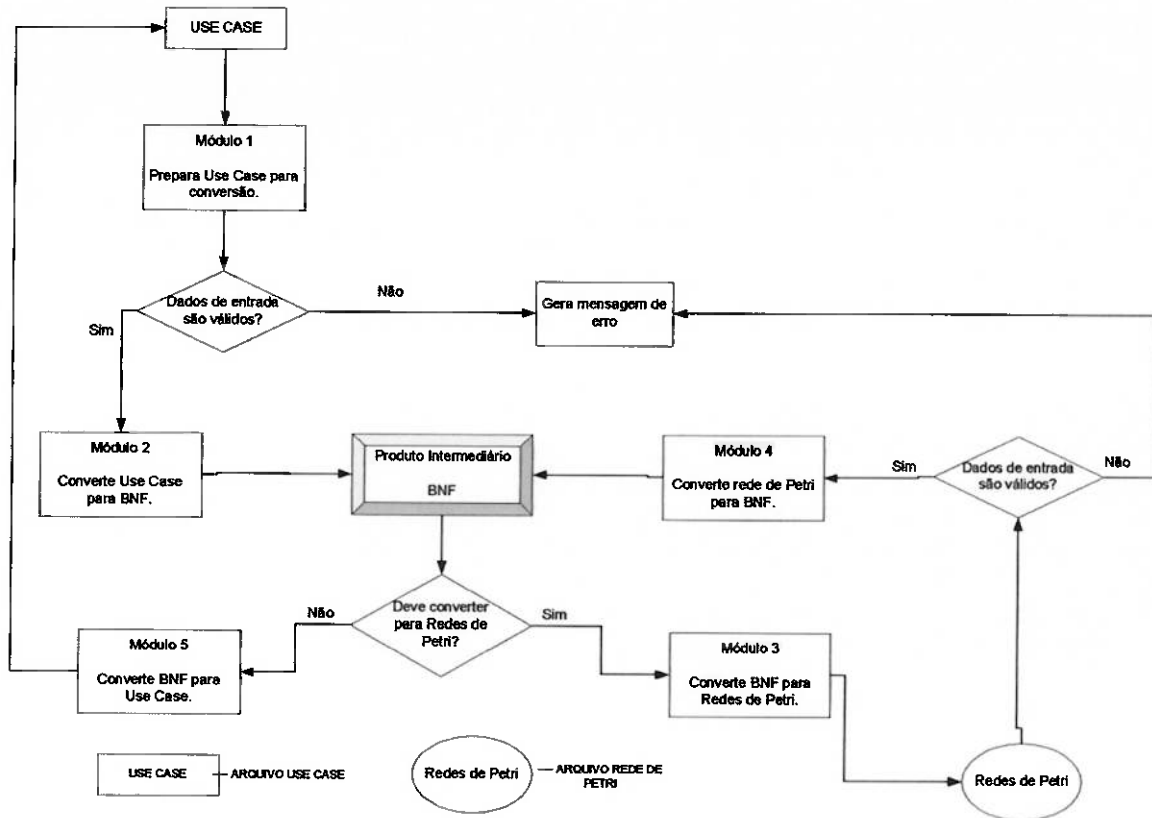 USE CASE
Módulo 1
Prepara Use Case para
conversão.
Dados de entrada
são válidos?
Não
Sim
Gera mensagem de
erro
Módulo 2
Converte Use Case
para BNF.
Produto Intermediário
BNF
Módulo 4
Converte rede de Petri
para BNF.
Sim
Dados de entrada
são válidos?
Não
Deve converter
para Redes de
Petri?
Não
Sim
Módulo 5
Converte BNF para
Use Case.
Módulo 3
Converte BNF para
Redes de Petri.
USE CASE
ARQUIVO USE CASE
Redes de Petri
ARQUIVO REDE DE
PETRI
Redes de Petri